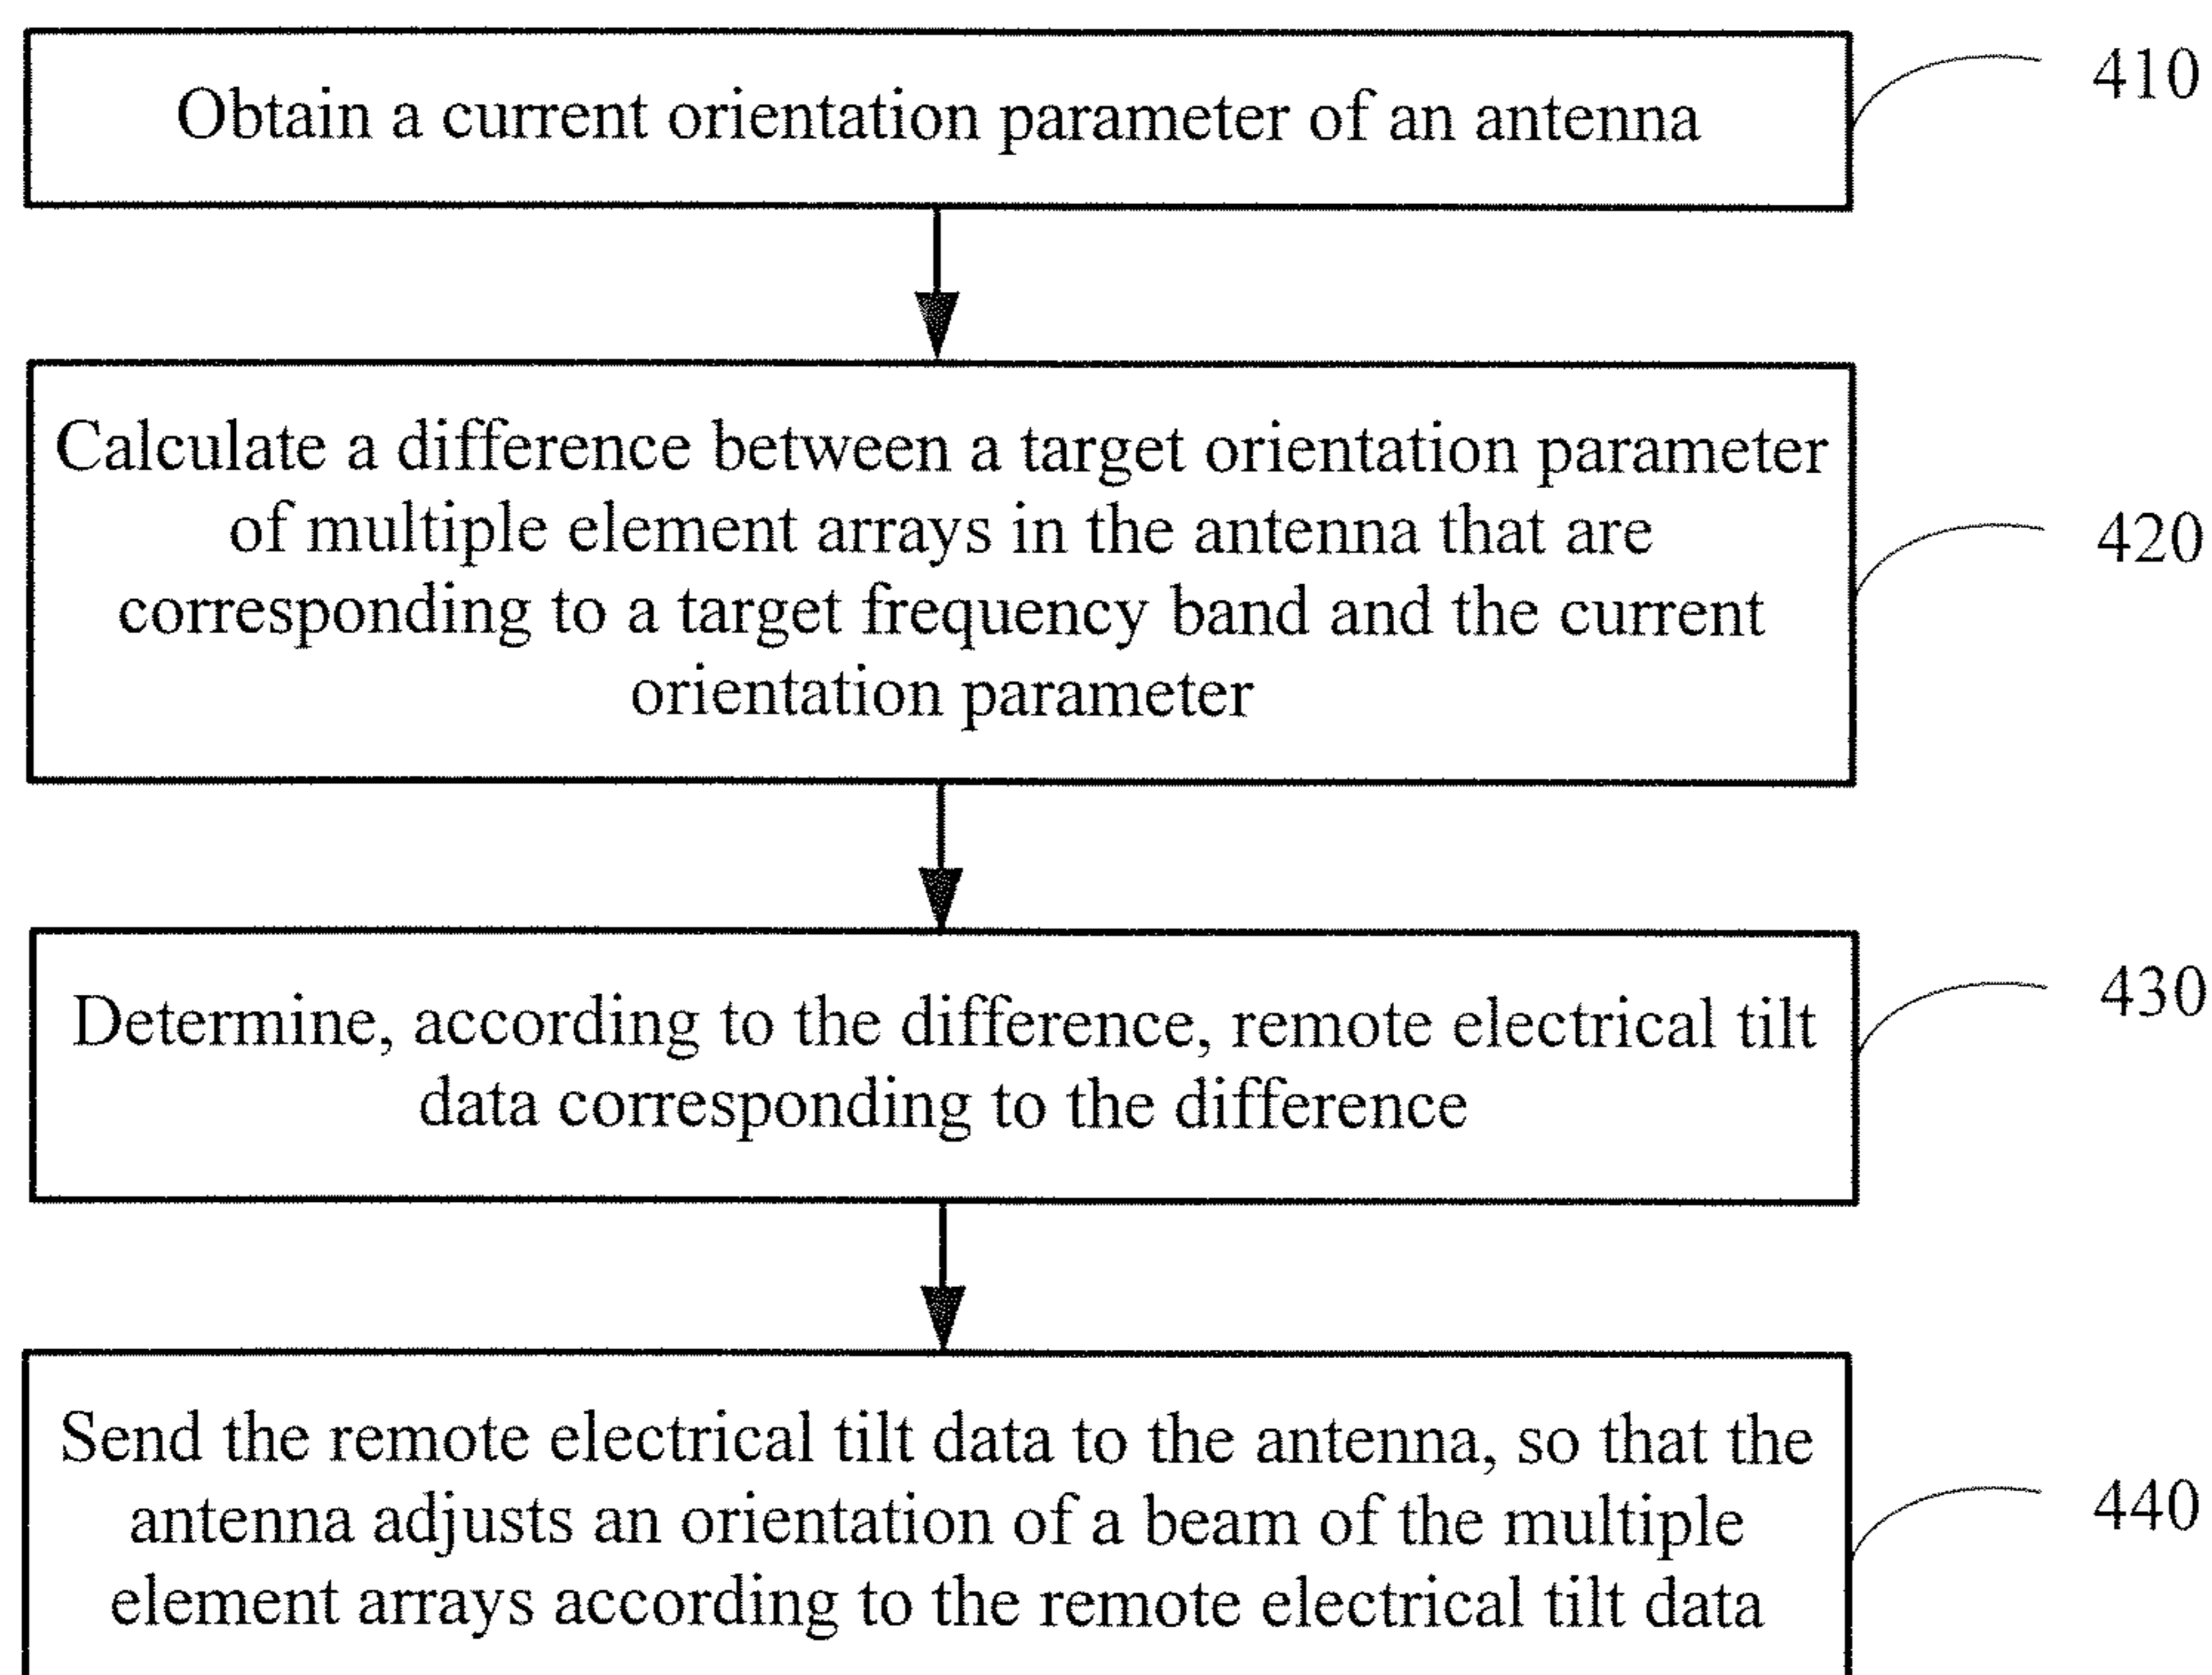 Obtain a current orientation parameter of an antenna
410
Calculate a difference between a target orientation parameter
of multiple element arrays in the antenna that are
corresponding to a target frequency band and the current
orientation parameter
420
Determine, according to the difference, remote electrical tilt
data corresponding to the difference
430
Send the remote electrical tilt data to the antenna, so that the
antenna adjusts an orientation of a beam of the multiple
element arrays according to the remote electrical tilt data
440